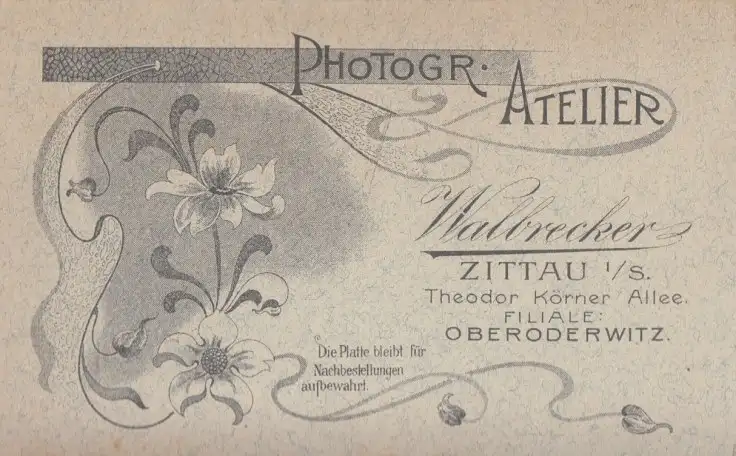 PHOTOGR.
ATELIER
Walbrecker
ZITTAU I/S.
Theodor Körner Allee.
FILIALE:
OBERODERWITZ.
Die Platte bleibt für
Nachbestellungen
aufbewahrt.